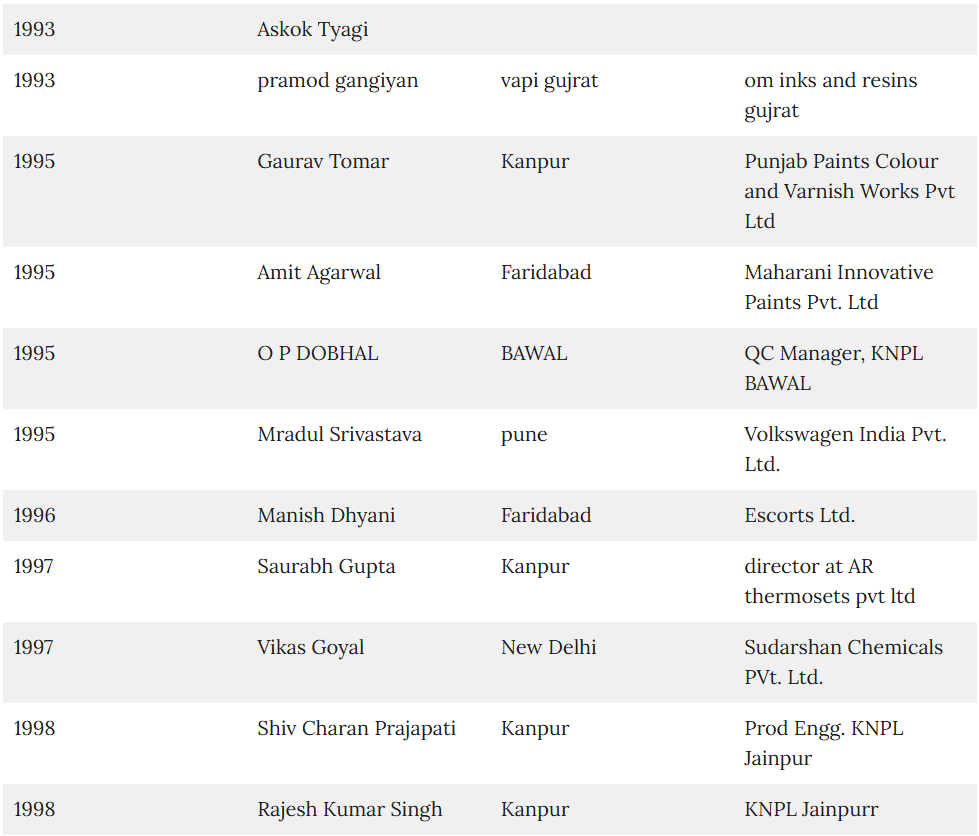 1993 Askok Tyagi
1993 pramod gangiyan vapi gujrat om inks and resins
gujrat
1995 Gaurav Tomar Kanpur Punjab Paints Colour
and Varnish Works Pvt
Ltd
1995 Amit Agarwal Faridabad Maharani Innovative
Paints Pvt. Ltd
1995 O P DOBHAL BAWAL QC Manager, KNPL
BAWAL
1995 Mradul Srivastava pune Volkswagen India Pvt.
Ltd.
1996 Manish Dhyani Faridabad Escorts Ltd.
1997 Saurabh Gupta Kanpur director at AR
thermosets pvt ltd
1997 Vikas Goyal New Delhi Sudarshan Chemicals
PVt. Ltd.
1998 Shiv Charan Prajapati Kanpur Prod Engg. KNPL
Jainpur
1998 Rajesh Kumar Singh Kanpur KNPL Jainpurr